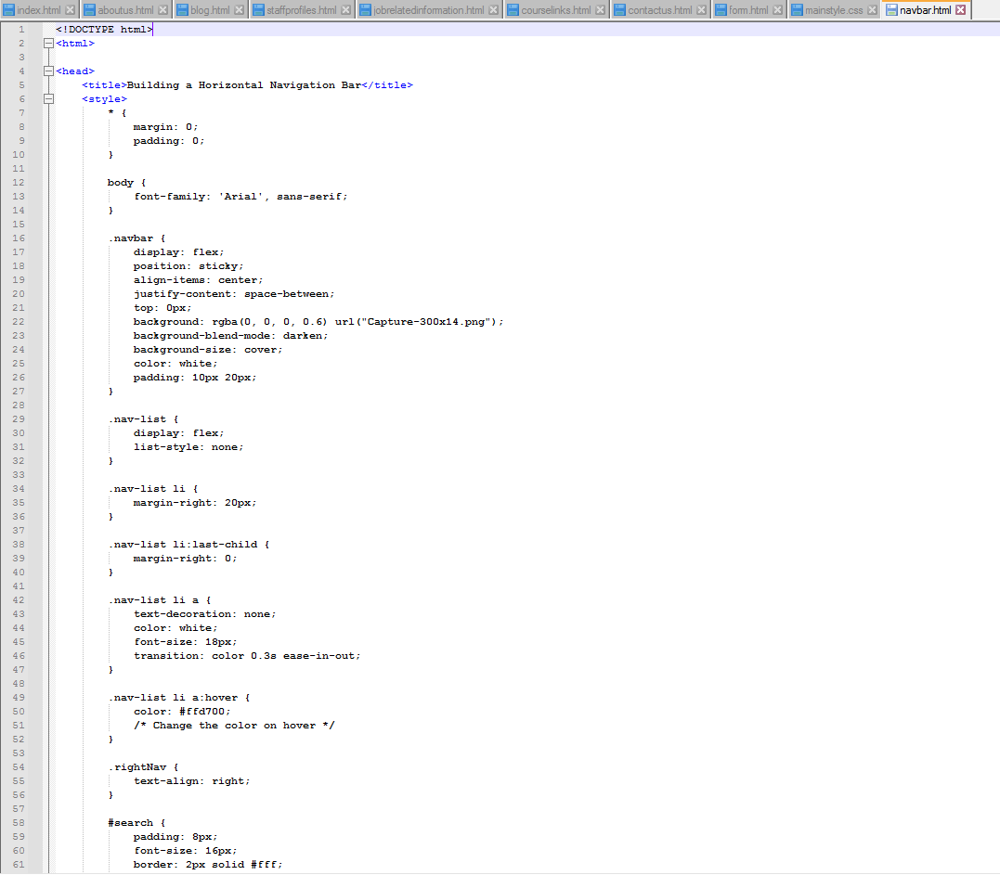 index.html aboutus.html blog.html staffprofiles.html jobrelatedinformation.html courselinks.html contactus.html form.html mainstyle.css navbar.html
1 <!DOCTYPE html>
2 <html>
3
4 <head>
5 <title>Building a Horizontal Navigation Bar</title>
6 <style>
7 * {
8 margin: 0;
9 padding: 0;
10 }
11
12 body {
13 font-family: 'Arial', sans-serif;
14 }
15
16 .navbar {
17 display: flex;
18 position: sticky;
19 align-items: center;
20 justify-content: space-between;
21 top: 0px;
22 background: rgba(0, 0, 0, 0.6) url("Capture-300x14.png");
23 background-blend-mode: darken;
24 background-size: cover;
25 color: white;
26 padding: 10px 20px;
27 }
28
29 .nav-list {
30 display: flex;
31 list-style: none;
32 }
33
34 .nav-list li {
35 margin-right: 20px;
36 }
37
38 .nav-list li:last-child {
39 margin-right: 0;
40 }
41
42 .nav-list li a {
43 text-decoration: none;
44 color: white;
45 font-size: 18px;
46 transition: color 0.3s ease-in-out;
47 }
48
49 .nav-list li a:hover {
50 color: #ffd700;
51 /* Change the color on hover */
52 }
53
54 .rightNav {
55 text-align: right;
56 }
57
58 #search {
59 padding: 8px;
60 font-size: 16px;
61 border: 2px solid #fff;